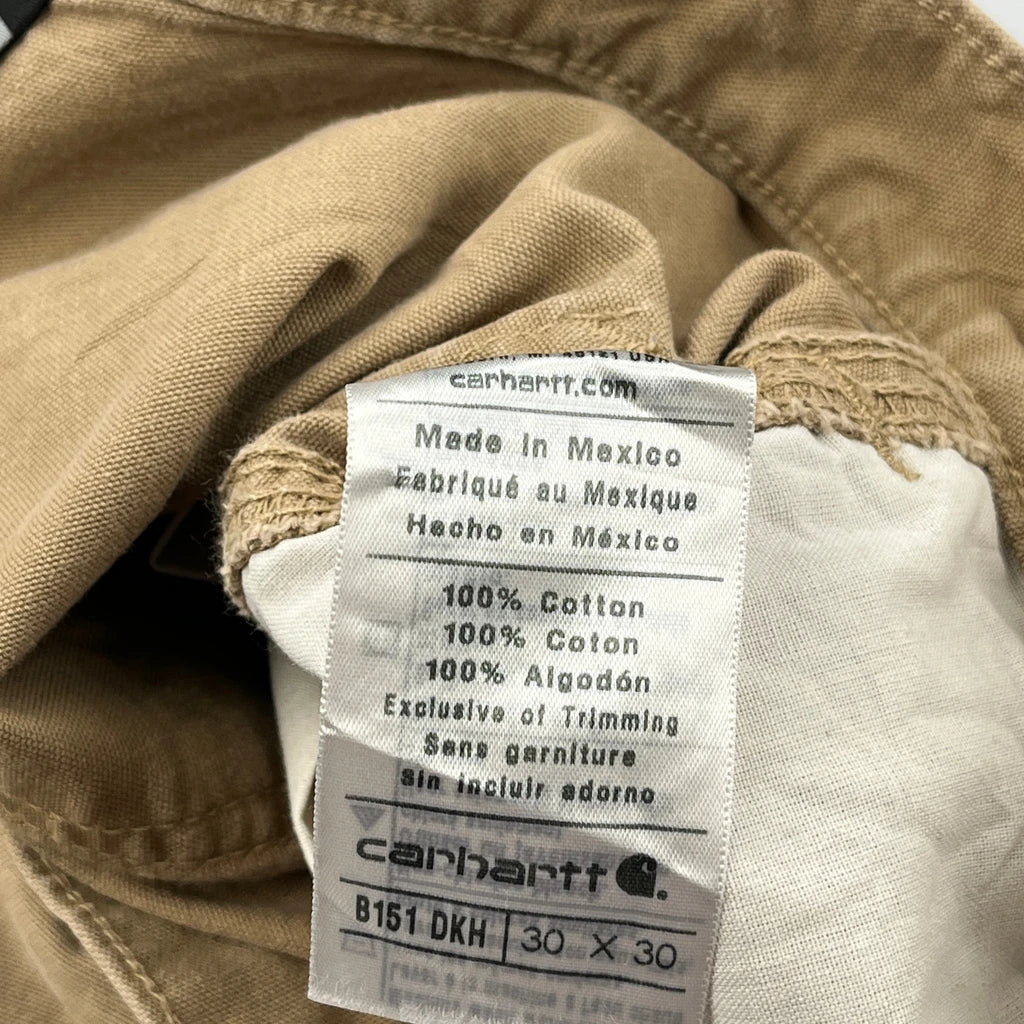 carhartt.com
Made in Mexico
Fabriqué au Mexique
Hecho en México
100% Cotton
100% Coton
100% Algodón
Exclusive of Trimming
Sans garniture
sin incluir adorno
carhartt
B151 DKH 30 X 30